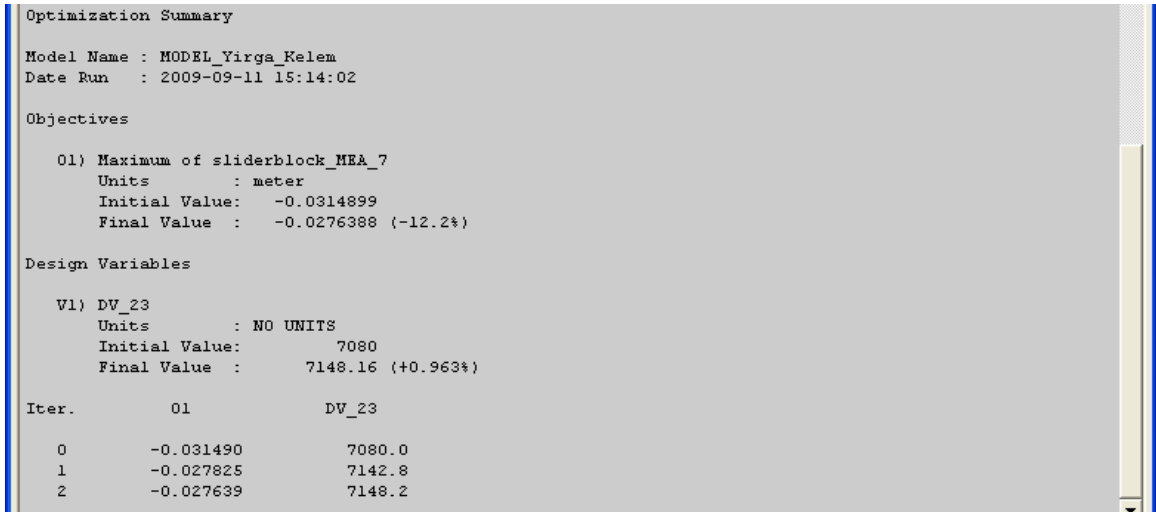 Optimization Summary
Model Name : MODEL_Yirga_Kelem
Date Run   : 2009-09-11 15:14:02
Objectives
O1) Maximum of sliderblock_MEA_7
Units         : meter
Initial Value:   -0.0314899
Final Value  :   -0.0276388 (-12.2%)
Design Variables
V1) DV_23
Units         : NO UNITS
Initial Value:         7080
Final Value  :      7148.16 (+0.963%)
Iter.          O1              DV_23
0        -0.031490          7080.0
1        -0.027825          7142.8
2        -0.027639          7148.2